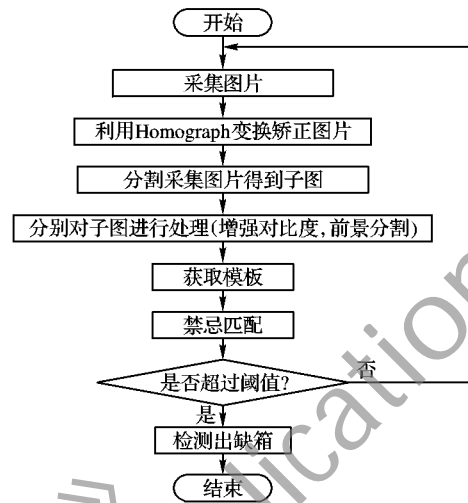 开始
采集图片
利用Homograph变换矫正图片
分割采集图片得到子图
分别对子图进行处理(增强对比度,前景分割)
获取模板
禁忌匹配
是否超过阈值?
否
是
检测出缺箱
结束